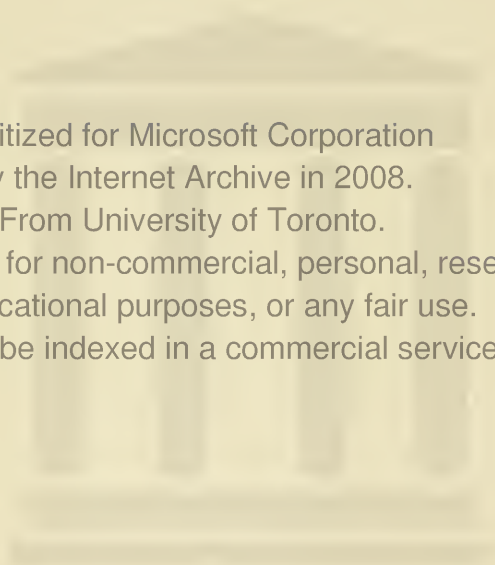 itized for Microsoft Corporation
the Internet Archive in 2008.
From University of Toronto.
for non-commercial, personal, rese
cational purposes, or any fair use.
be indexed in a commercial service